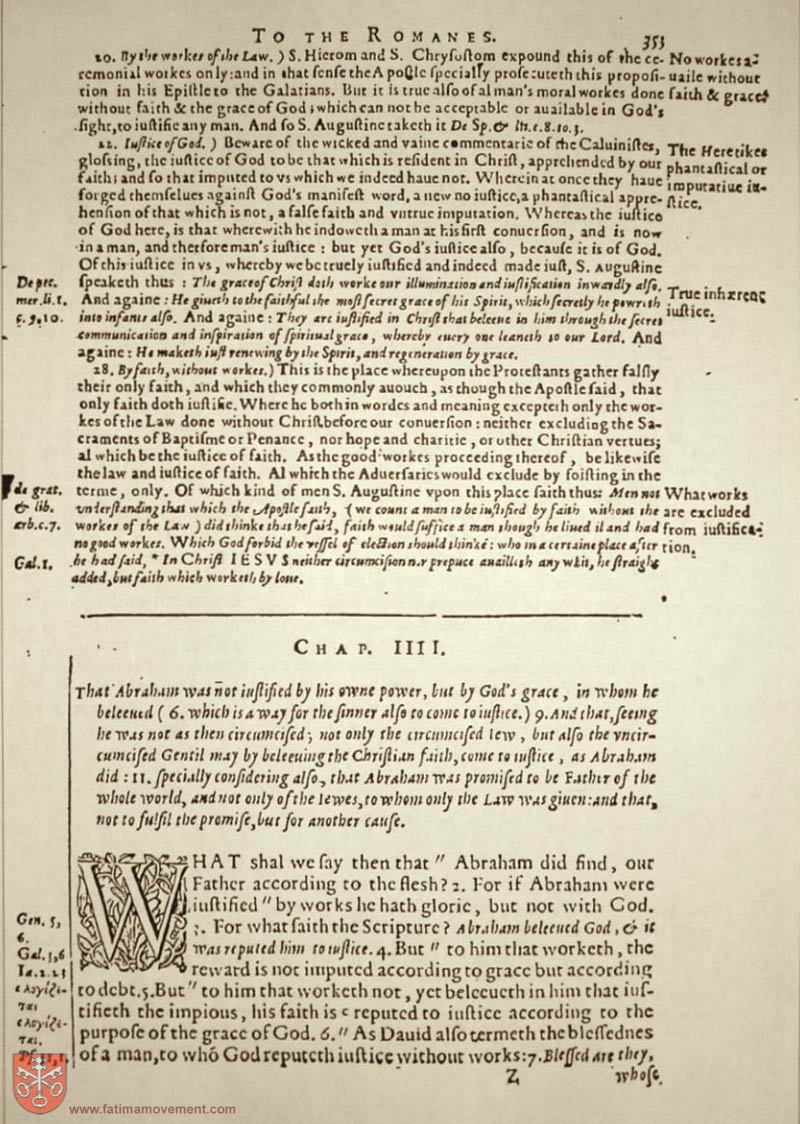 TO THE ROMANES.
353
20. By the workes of the Law. ) S. Hierom and S. Chrysostom expound this of the ce-
remonial workes only: and in that sense the Apostle specially prosecuteth this proposi-
tion in his Epistle to the Galatians. But it is true also of al man's moral workes done
without faith & the grace of God; which can not be acceptable or auailable in God's
sight, to iustifie any man. And so S. Augustine taketh it De Sp. & lit. c. 8. 10. 3.
No workes a-
uaile without
faith & grace.
22. Iustice of God. ) Beware of the wicked and vaine commentarie of the Caluinistes,
glossing, the iustice of God to be that which is resident in Christ, apprehended by our
faith: and so that imputed to vs which we indeed haue not. Wherein at once they haue
forged themselues against God's manifest word, a new no iustice, a phantastical appre-
hension of that which is not, a false faith and vntrue imputation. Whereas the iustice
of God here, is that wherewith he indoweth a man at his first conuersion, and is now
in a man, and therfore man's iustice: but yet God's iustice also, because it is of God.
Of this iustice in vs, whereby we be truely iustified and indeed made iust, S. Augustine
speaketh thus: The grace of Christ doth worke our illumination and iustification inwardly also.
And againe: He giueth to the faithful the most secret grace of his Spirit, which secretly he powreth
into infants also. And againe: They are iustified in Christ that beleeue in him through the secret
communication and inspiration of spiritual grace, whereby euery one leaneth to our Lord. And
againe: He maketh iust renewing by the Spirit, and regeneration by grace.
The Heretikes
phantastical or
imputatiue iu-
stice.
De pec.
mer. li. 1.
c. 9. 10.
True inhærent
iustice.
28. By faith, without workes.) This is the place whereupon the Protestants gather falsly
their only faith, and which they commonly auouch, as though the Apostle said, that
only faith doth iustifie. Where he both in wordes and meaning excepteth only the wor-
kes of the Law done without Christ before our conuersion: neither excluding the Sa-
craments of Baptisme or Penance, nor hope and charitie, or other Christian vertues;
al which be the iustice of faith. As the good workes proceeding thereof, be likewise
the law and iustice of faith. Al which the Aduersaries would exclude by foisting in the
terme, only. Of which kind of men S. Augustine vpon this place saith thus: Men not
vnderstanding that which the Apostle saith, (we count a man to be iustified by faith without the
workes of the Law ) did thinke that he said, faith would suffice a man though he liued il and had
no good workes. Which God forbid the vessel of election should thinke: who in a certaine place after
he had said, * In Christ IESVS neither circumcision nor prepuce auaileth any whit, he straight
added, but faith which worketh by loue.
de grat.
& lib.
arb. c. 7.
Gal. 5.
What works
are excluded
from iustifica-
tion.
CHAP. IIII.
That Abraham was not iustified by his owne power, but by God's grace, in whom he
beleeued ( 6. which is a way for the sinner also to come to iustice.) 9. And that, seeing
he was not as then circumcised; not only the circumcised Iew, but also the vncir-
cumcised Gentil may by beleeuing the Christian faith, come to iustice, as Abraham
did: 11. specially considering also, that Abraham was promised to be Father of the
whole world, and not only of the Iewes, to whom only the Law was giuen: and that,
not to fulfil the promise, but for another cause.
WHAT shal we say then that " Abraham did find, our
Father according to the flesh? 2. For if Abraham were
iustified " by works he hath glorie, but not with God.
3. For what saith the Scripture? Abraham beleeued God, & it
was reputed him to iustice. 4. But " to him that worketh, the
reward is not imputed according to grace but according
to debt. 5. But " to him that worketh not, yet beleeueth in him that ius-
tifieth the impious, his faith is c reputed to iustice according to the
purpose of the grace of God. 6. " As Dauid also termeth the blessednes
of a man, to whõ God reputeth iustice without works: 7. Blessed are they,
Z
whose
Gen. 5,
6.
Gal. 3, 6
Ia. 2. 23
ελογίζε-
ται.
λογίζε-
ται.
www.fatimamovement.com